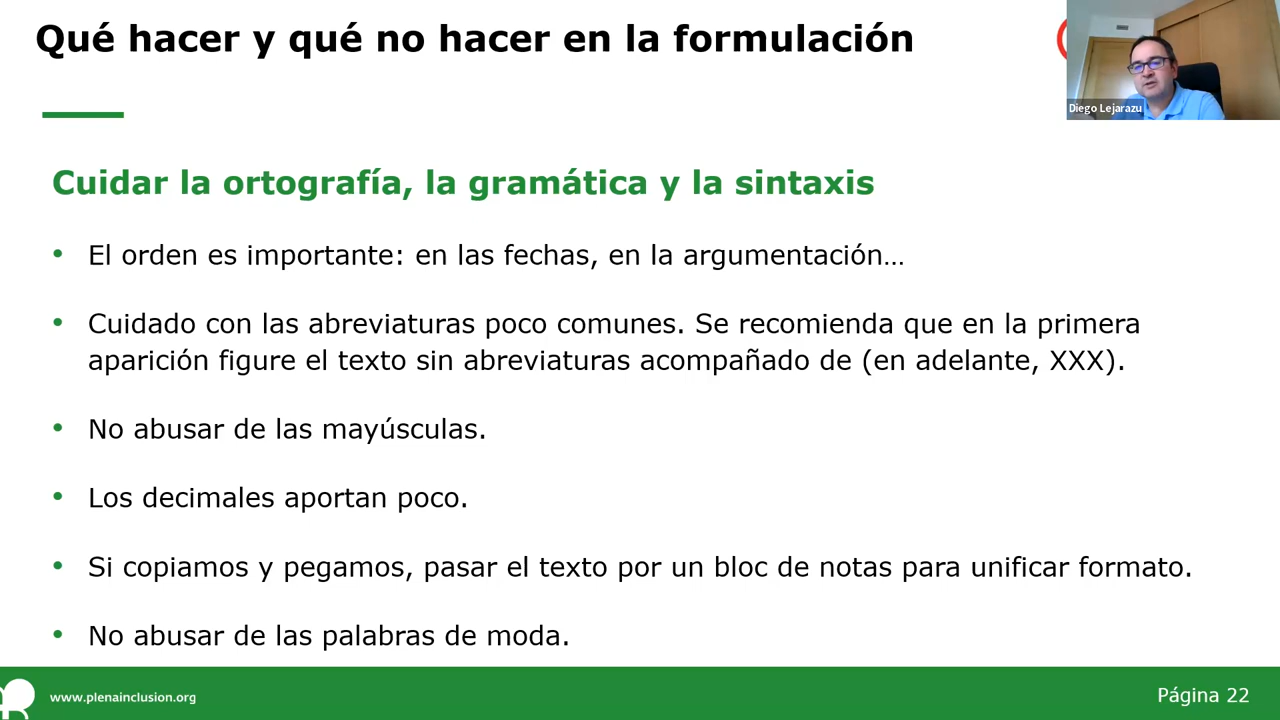 Qué hacer y qué no hacer en la formulación
Diego Lejarazu
Cuidar la ortografía, la gramática y la sintaxis
• El orden es importante: en las fechas, en la argumentación…
• Cuidado con las abreviaturas poco comunes. Se recomienda que en la primera
aparición figure el texto sin abreviaturas acompañado de (en adelante, XXX).
• No abusar de las mayúsculas.
• Los decimales aportan poco.
• Si copiamos y pegamos, pasar el texto por un bloc de notas para unificar formato.
• No abusar de las palabras de moda.
www.plenainclusion.org
Página 22